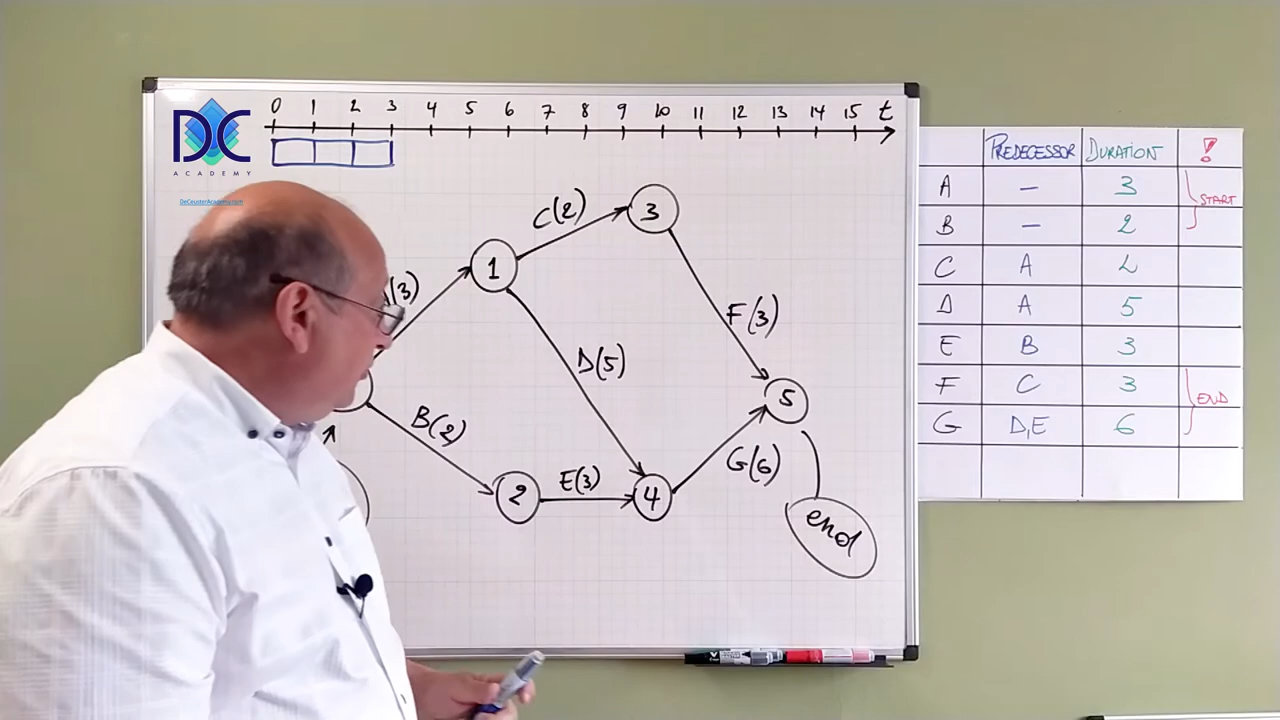 0 1 2 3 4 5 6 7 8 9 10 11 12 13 14 15 t
DC
ACADEMY
DeCeusterAcademy.com
C(2)
3
1
(3)
F(3)
D(5)
5
B(2)
G(6)
E(3)
2
4
end
PREDECESSOR DURATION !
A - 3
START
B - 2
C A 2
D A 5
E B 3
F C 3
END
G D,E 6